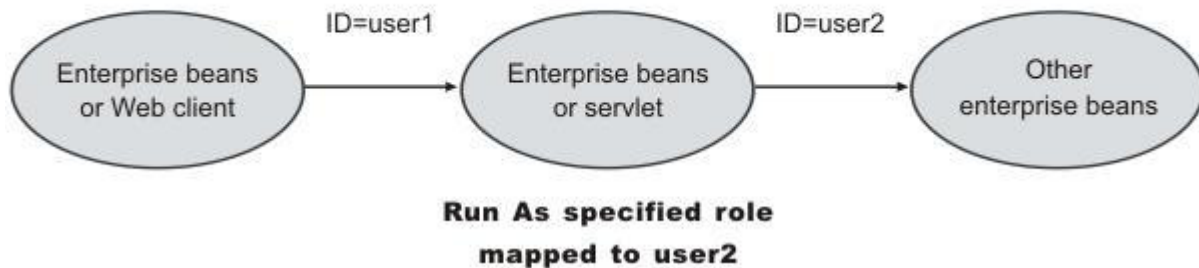 ID=user1
ID=user2
Enterprise beans
or Web client
Enterprise beans
or servlet
Other
enterprise beans
Run As specified role
mapped to user2